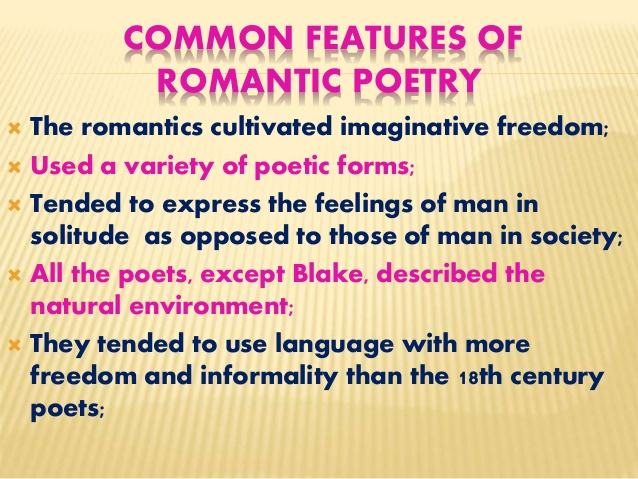 COMMON FEATURES OF
ROMANTIC POETRY
The romantics cultivated imaginative freedom;
Used a variety of poetic forms;
Tended to express the feelings of man in
solitude as opposed to those of man in society;
All the poets, except Blake, described the
natural environment;
They tended to use language with more
freedom and informality than the 18th century
poets;